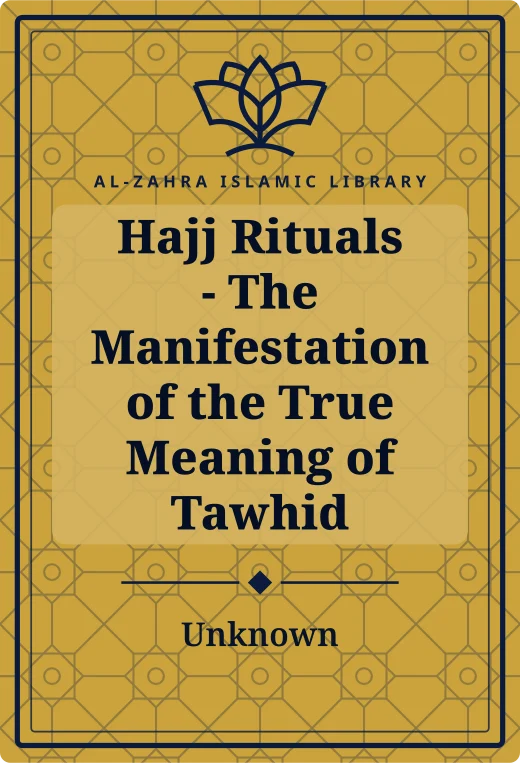 AL-ZAHRA ISLAMIC LIBRARY
Hajj Rituals
- The
Manifestation
of the True
Meaning of
Tawhid
Unknown